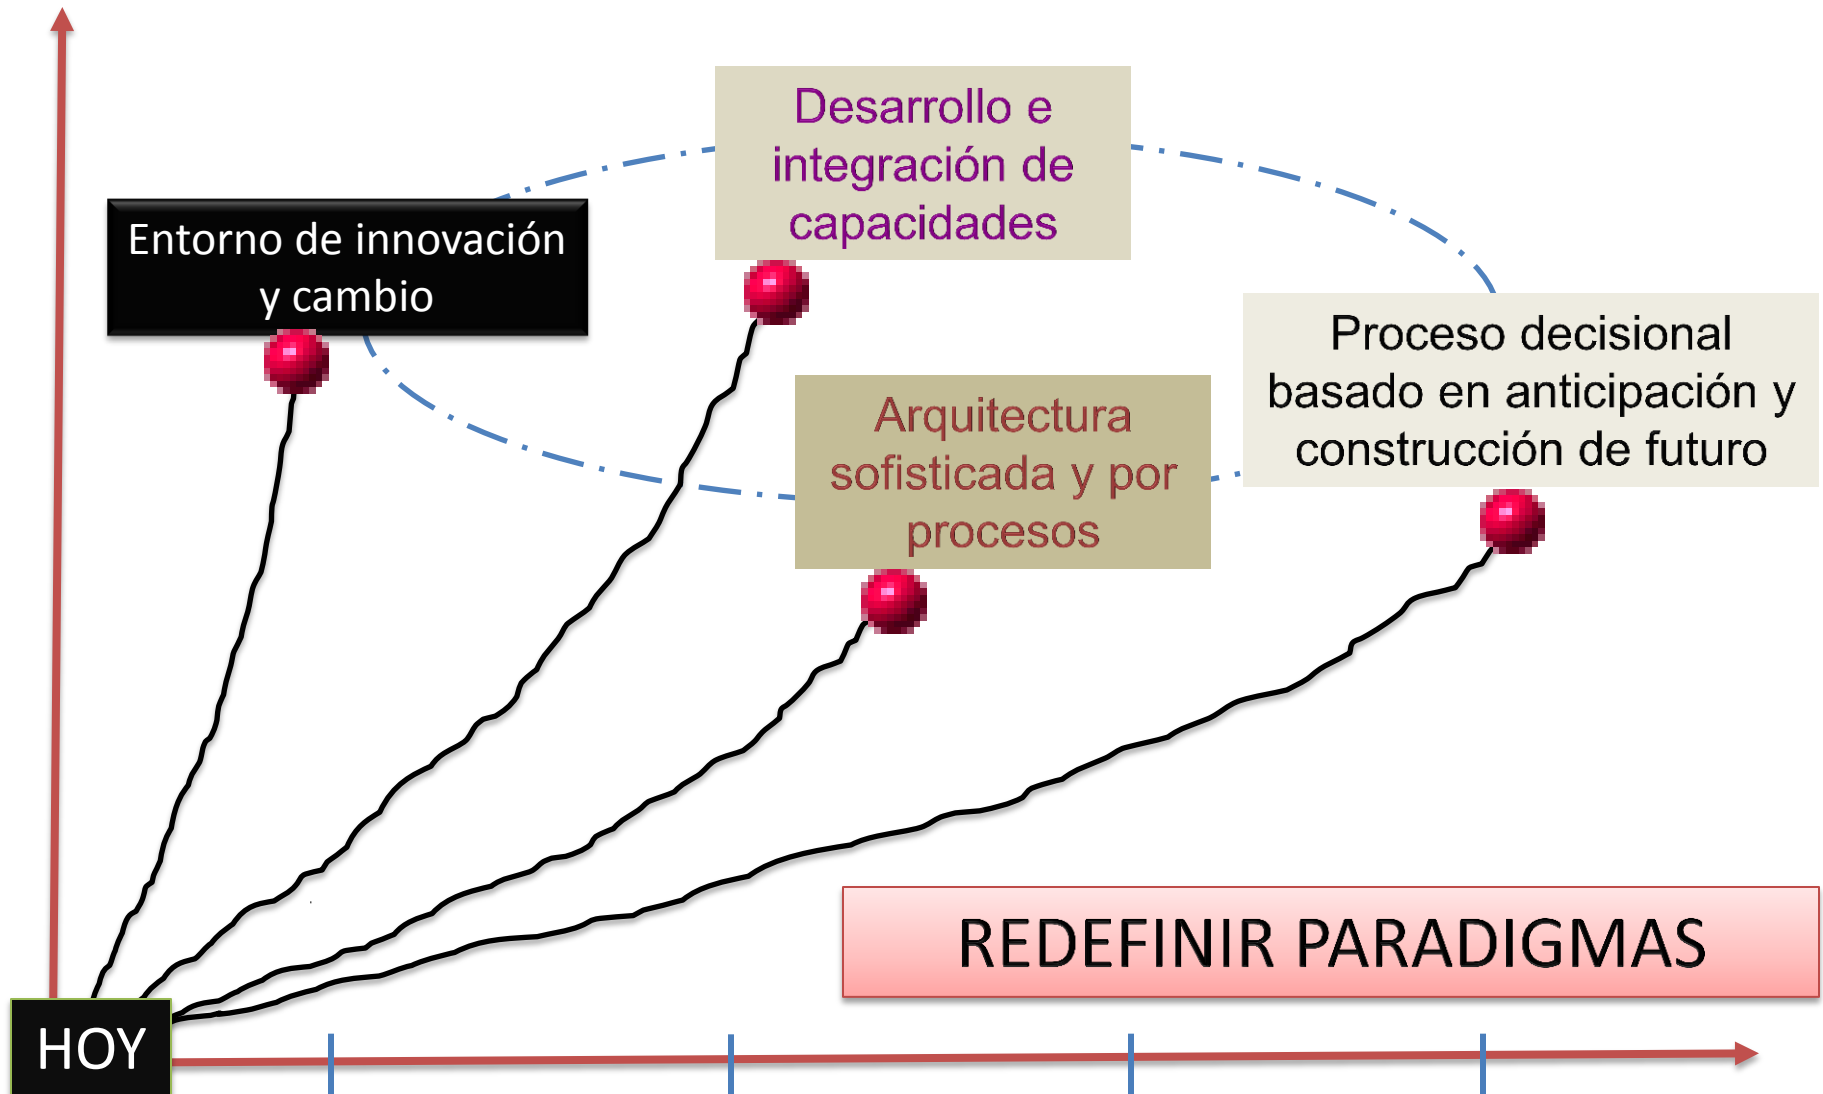 Desarrollo e
integración de
capacidades
Entorno de innovación
y cambio
Proceso decisional
basado en anticipación y
construcción de futuro
Arquitectura
sofisticada y por
procesos
REDEFINIR PARADIGMAS
HOY